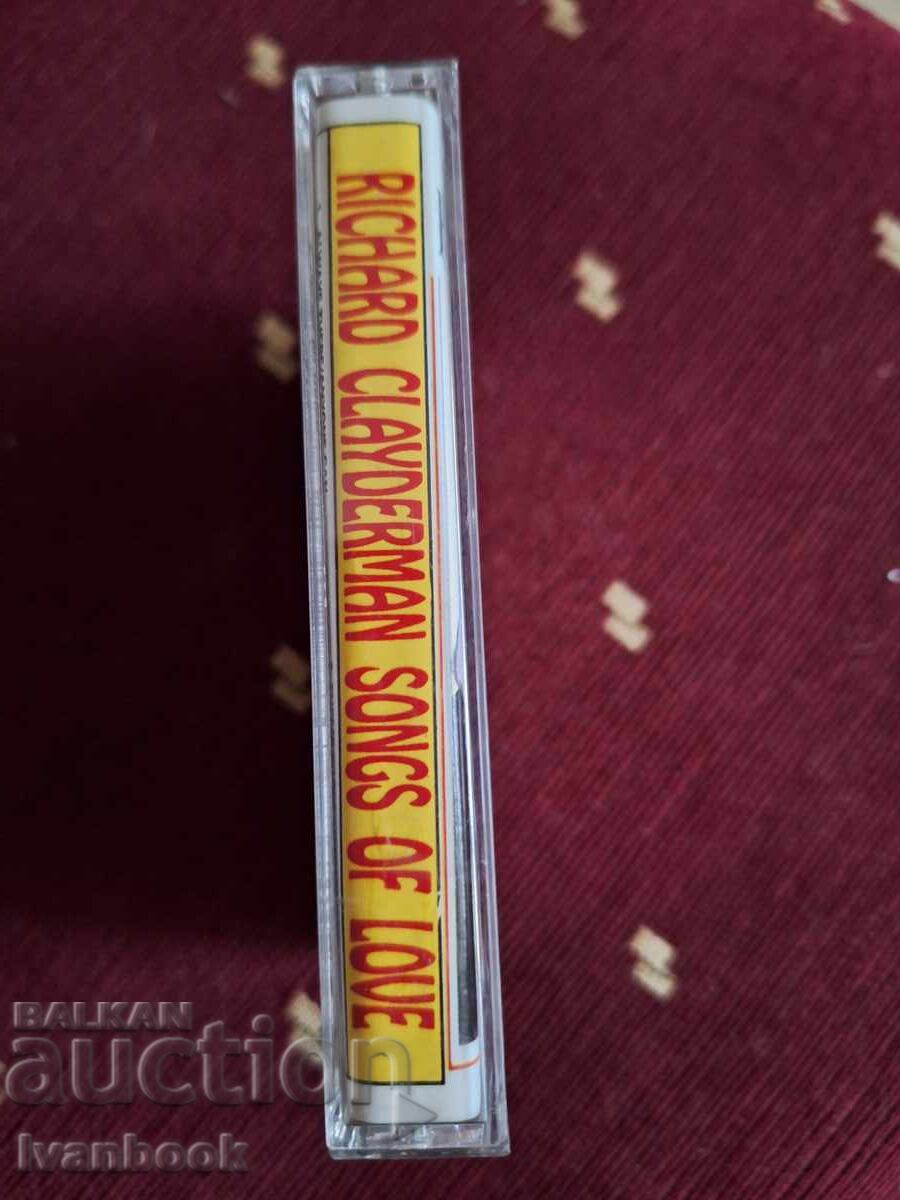 RICHARD CLAYDERMAN SONGS OF LOVE
BALKAN
auction
Ivanbook